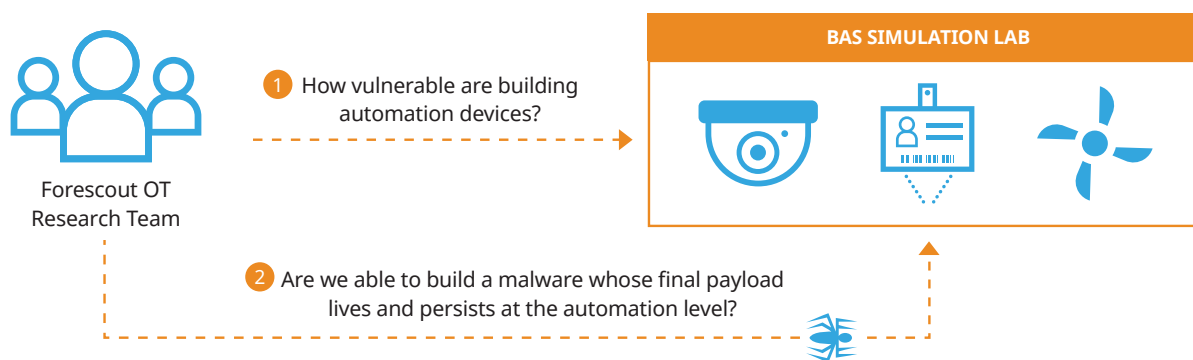 BAS SIMULATION LAB
1 How vulnerable are building
automation devices?
Forescout OT
Research Team
2 Are we able to build a malware whose final payload
lives and persists at the automation level?